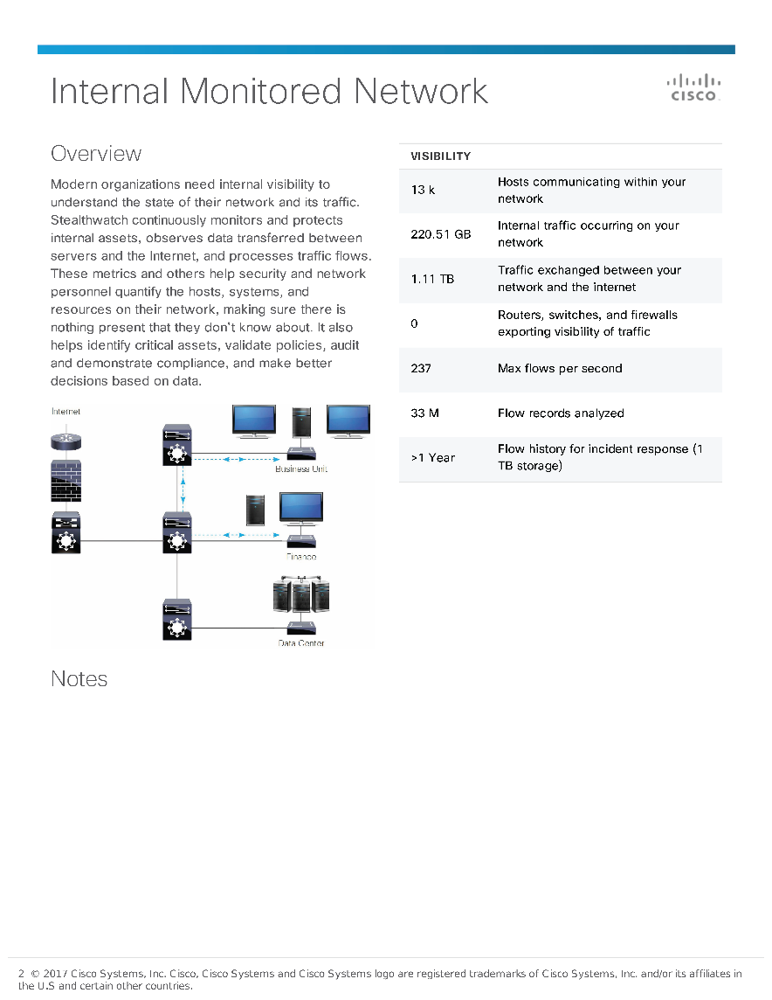 Internal Monitored Network
CISCO
Overview
Modern organizations need internal visibility to
understand the state of their network and its traffic.
Stealthwatch continuously monitors and protects
internal assets, observes data transferred between
servers and the Internet, and processes traffic flows.
These metrics and others help security and network
personnel quantify the hosts, systems, and
resources on their network, making sure there is
nothing present that they don't know about. It also
helps identify critical assets, validate policies, audit
and demonstrate compliance, and make better
decisions based on data.
Internet
Business Unit
Finance
Data Center
VISIBILITY
13 k Hosts communicating within your
network
220.51 GB Internal traffic occurring on your
network
1.11 TB Traffic exchanged between your
network and the internet
0 Routers, switches, and firewalls
exporting visibility of traffic
237 Max flows per second
33 M Flow records analyzed
>1 Year Flow history for incident response (1
TB storage)
Notes
2 © 2017 Cisco Systems, Inc. Cisco, Cisco Systems and Cisco Systems logo are registered trademarks of Cisco Systems, Inc. and/or its affiliates in
the U.S and certain other countries.